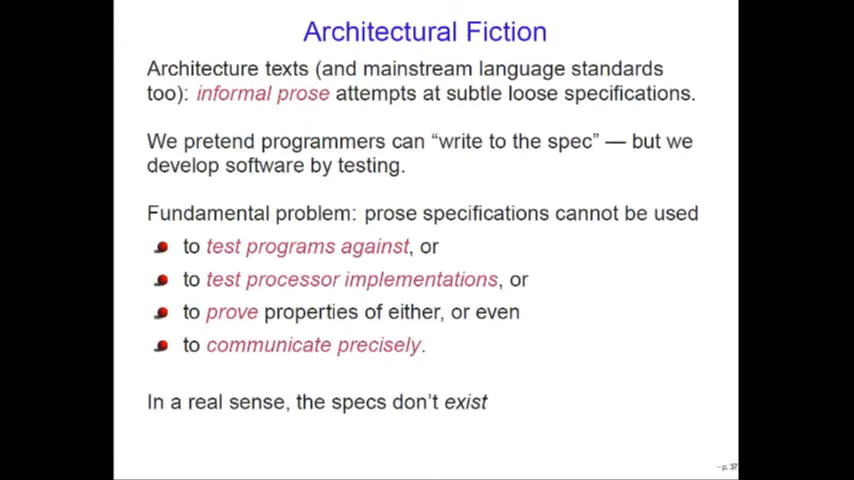 Architectural Fiction
Architecture texts (and mainstream language standards
too): informal prose attempts at subtle loose specifications.
We pretend programmers can “write to the spec” — but we
develop software by testing.
Fundamental problem: prose specifications cannot be used
to test programs against, or
to test processor implementations, or
to prove properties of either, or even
to communicate precisely.
In a real sense, the specs don’t exist
– p. 37